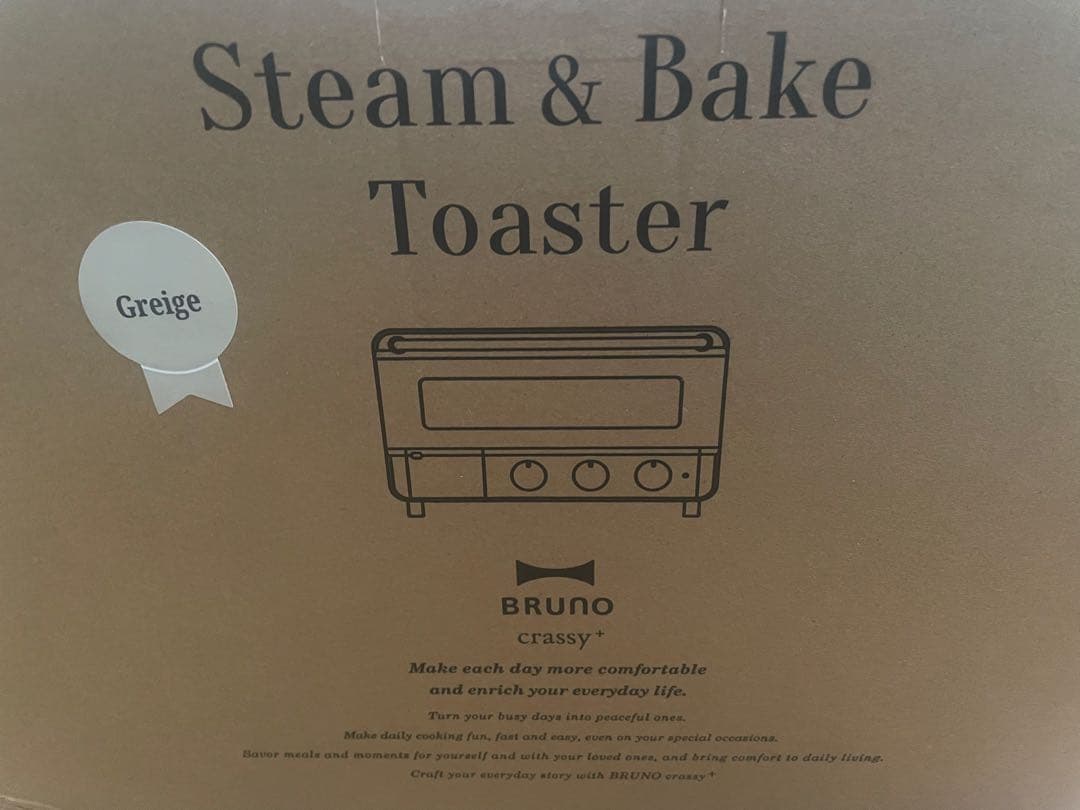 Steam & Bake
Toaster
Greige
BRUNO
crassy+
Make each day more comfortable
and enrich your everyday life.
Turn your busy days into peaceful ones.
Make daily cooking fun, fast and easy, even on your special occasions.
Savor meals and moments for yourself and with your loved ones, and bring comfort to daily living.
Craft your everyday story with BRUNO crassy+